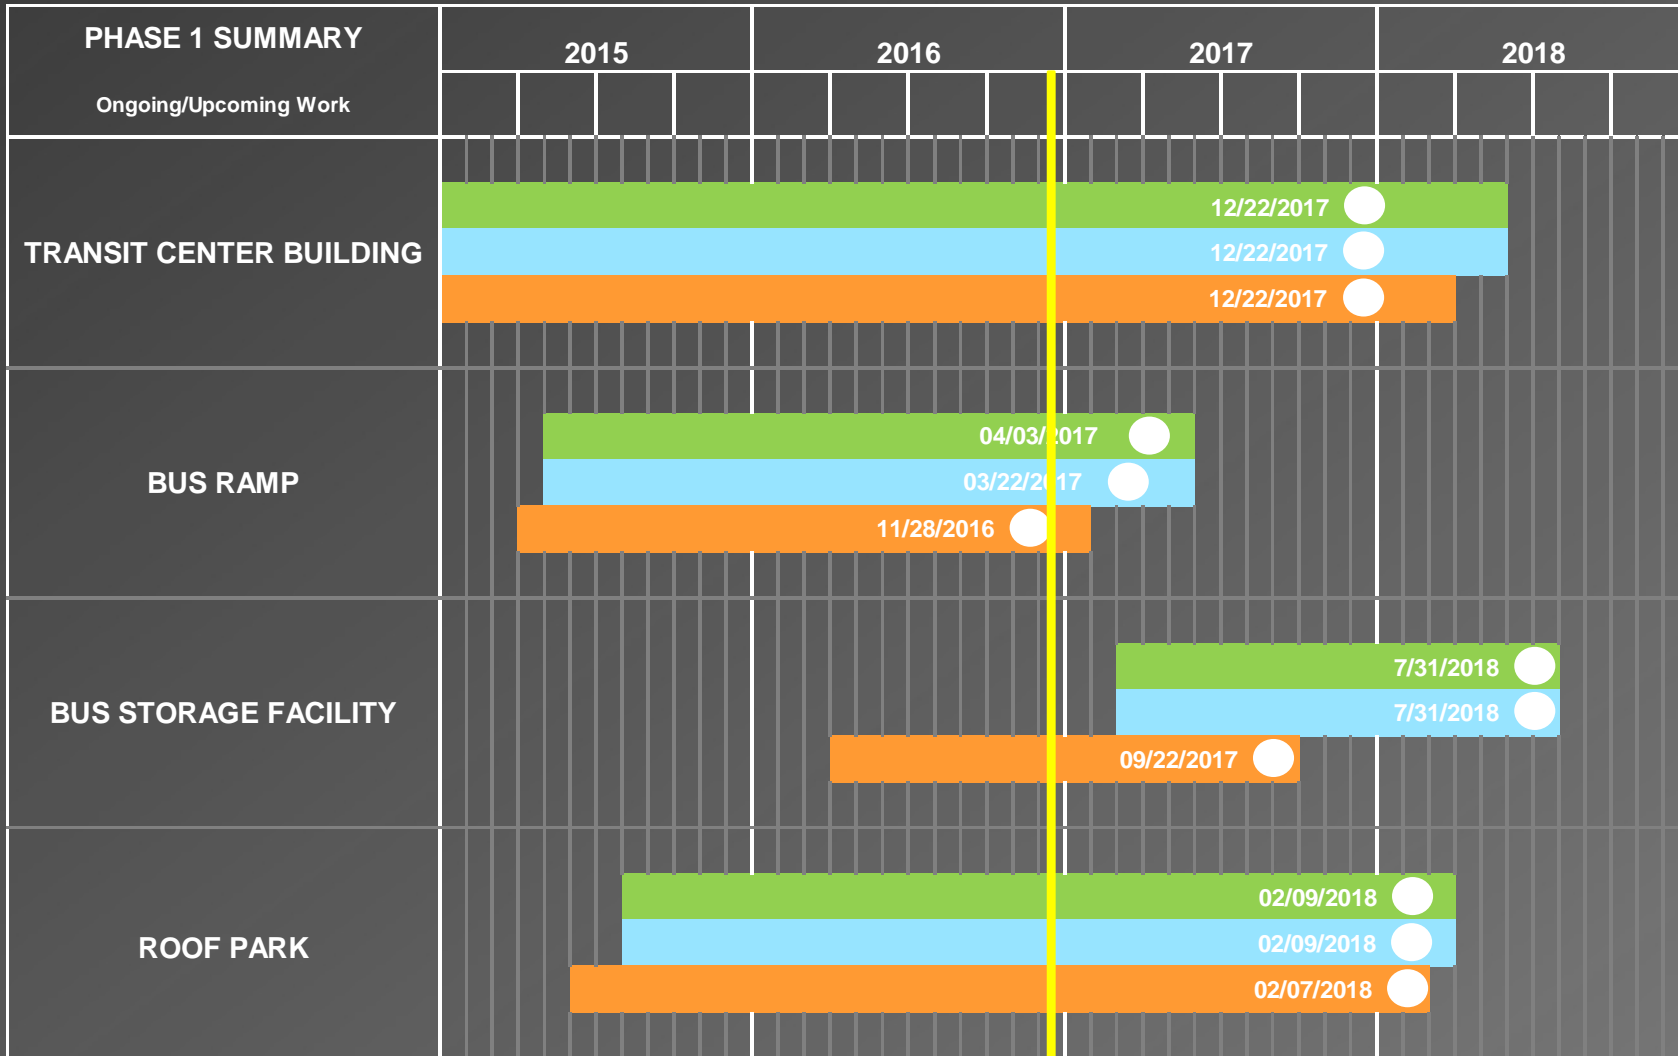 PHASE 1 SUMMARY
Ongoing/Upcoming Work
2015 2016 2017 2018
TRANSIT CENTER BUILDING
12/22/2017
12/22/2017
12/22/2017
BUS RAMP
04/03/2017
03/22/2017
11/28/2016
BUS STORAGE FACILITY
7/31/2018
7/31/2018
09/22/2017
ROOF PARK
02/09/2018
02/09/2018
02/07/2018